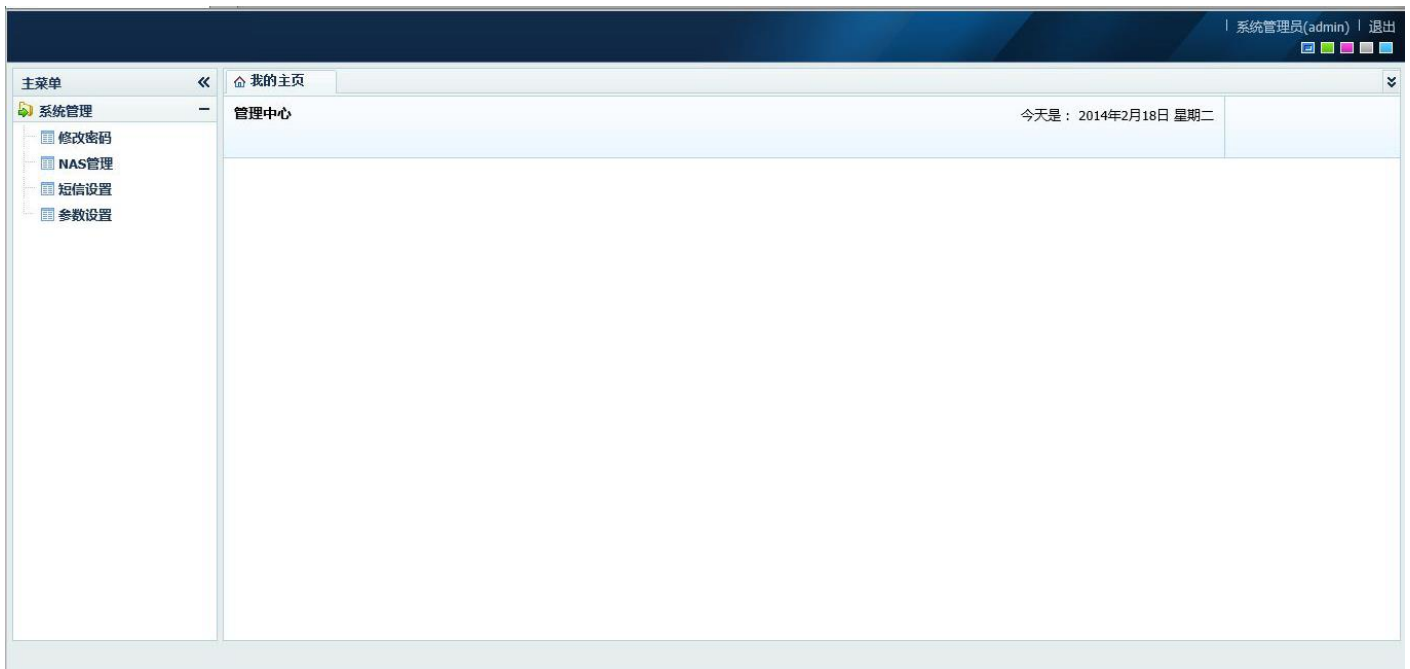 系统管理员(admin) | 退出
主菜单
我的主页
系统管理
管理中心
今天是： 2014年2月18日 星期二
修改密码
NAS管理
短信设置
参数设置